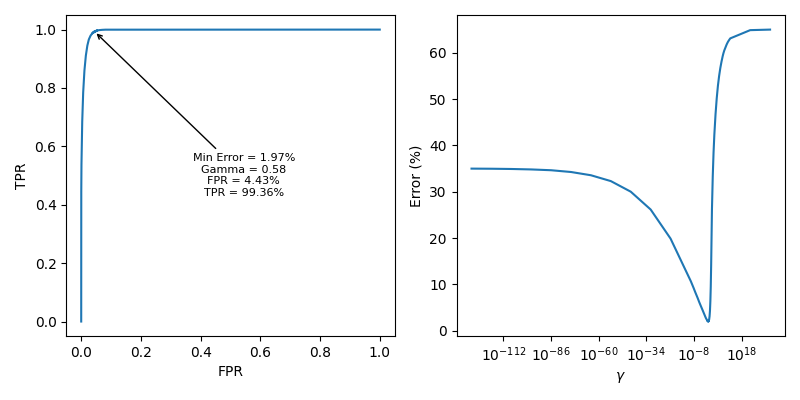 1.0
0.8
0.6
0.4
0.2
0.0
TPR
Min Error = 1.97%
Gamma = 0.58
FPR = 4.43%
TPR = 99.36%
0.0 0.2 0.4 0.6 0.8 1.0
FPR
60
50
40
30
20
10
0
Error (%)
10⁻¹¹² 10⁻⁸⁶ 10⁻⁶⁰ 10⁻³⁴ 10⁻⁸ 10¹⁸
γ